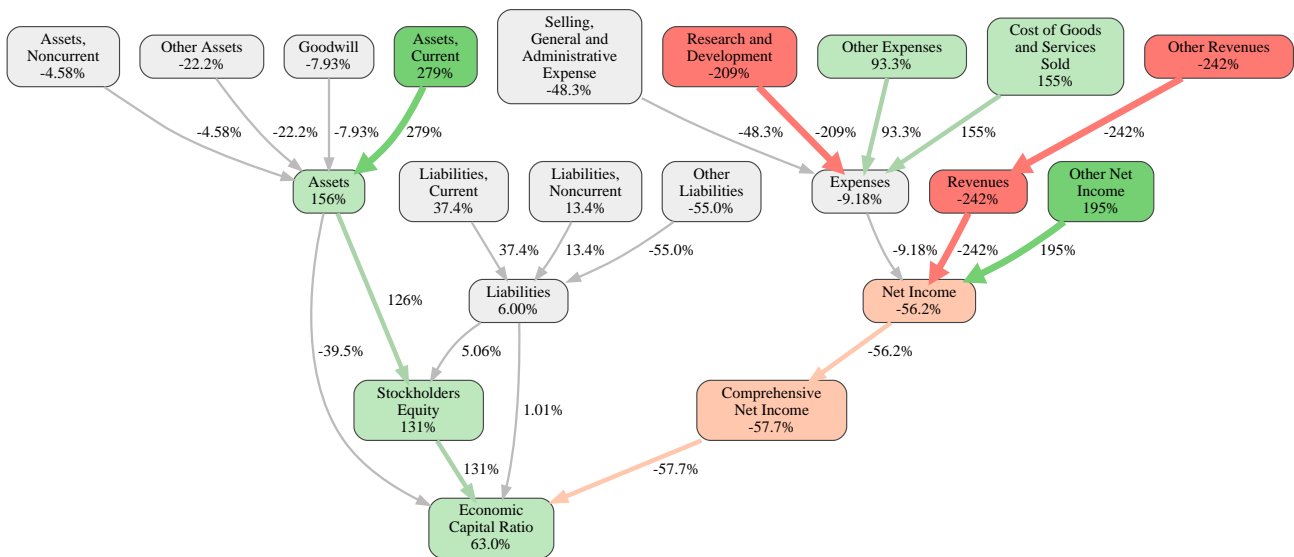 Assets,
Noncurrent
-4.58%
Other Assets
-22.2%
Goodwill
-7.93%
Assets,
Current
279%
Selling,
General and
Administrative
Expense
-48.3%
Research and
Development
-209%
Other Expenses
93.3%
Cost of Goods
and Services
Sold
155%
Other Revenues
-242%
-4.58%
-22.2%
-7.93%
279%
-48.3%
-209%
93.3%
155%
-242%
Assets
156%
Liabilities,
Current
37.4%
Liabilities,
Noncurrent
13.4%
Other
Liabilities
-55.0%
Expenses
-9.18%
Revenues
-242%
Other Net
Income
195%
37.4%
13.4%
-55.0%
-9.18%
-242%
195%
126%
Liabilities
6.00%
Net Income
-56.2%
-39.5%
5.06%
-56.2%
Stockholders
Equity
131%
1.01%
Comprehensive
Net Income
-57.7%
131%
-57.7%
Economic
Capital Ratio
63.0%